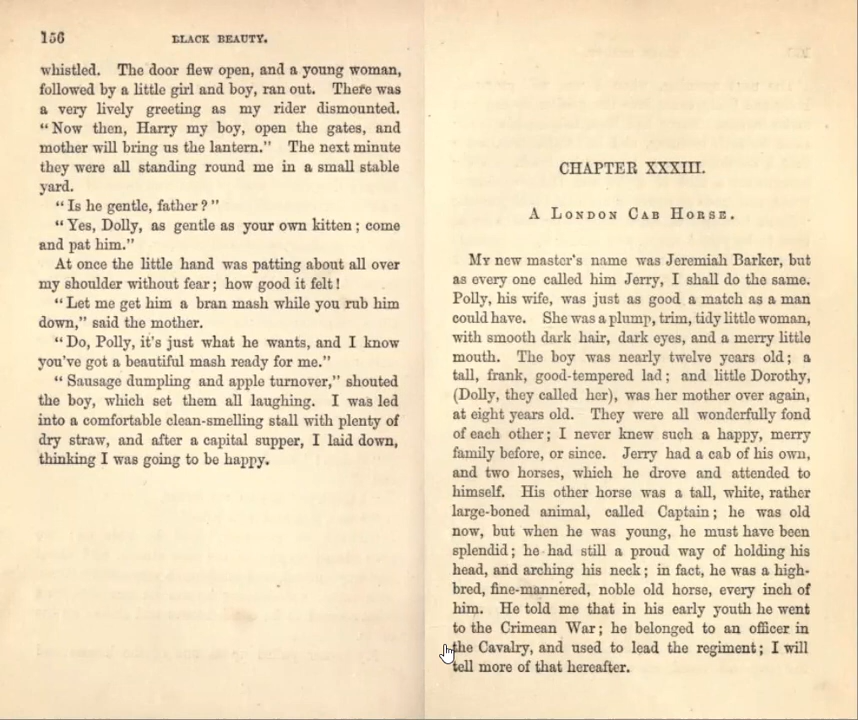 156
BLACK BEAUTY.
whistled. The door flew open, and a young woman,
followed by a little girl and boy, ran out. There was
a very lively greeting as my rider dismounted.
“Now then, Harry my boy, open the gates, and
mother will bring us the lantern.” The next minute
they were all standing round me in a small stable
yard.
“Is he gentle, father?”
“Yes, Dolly, as gentle as your own kitten; come
and pat him.”
At once the little hand was patting about all over
my shoulder without fear; how good it felt!
“Let me get him a bran mash while you rub him
down,” said the mother.
“Do, Polly, it's just what he wants, and I know
you've got a beautiful mash ready for me.”
“Sausage dumpling and apple turnover,” shouted
the boy, which set them all laughing. I was led
into a comfortable clean-smelling stall with plenty of
dry straw, and after a capital supper, I laid down,
thinking I was going to be happy.
CHAPTER XXXIII.
A LONDON CAB HORSE.
MY new master's name was Jeremiah Barker, but
as every one called him Jerry, I shall do the same.
Polly, his wife, was just as good a match as a man
could have. She was a plump, trim, tidy little woman,
with smooth dark hair, dark eyes, and a merry little
mouth. The boy was nearly twelve years old; a
tall, frank, good-tempered lad; and little Dorothy,
(Dolly, they called her), was her mother over again,
at eight years old. They were all wonderfully fond
of each other; I never knew such a happy, merry
family before, or since. Jerry had a cab of his own,
and two horses, which he drove and attended to
himself. His other horse was a tall, white, rather
large-boned animal, called Captain; he was old
now, but when he was young, he must have been
splendid; he had still a proud way of holding his
head, and arching his neck; in fact, he was a high-
bred, fine-mannered, noble old horse, every inch of
him. He told me that in his early youth he went
to the Crimean War; he belonged to an officer in
the Cavalry, and used to lead the regiment; I will
tell more of that hereafter.